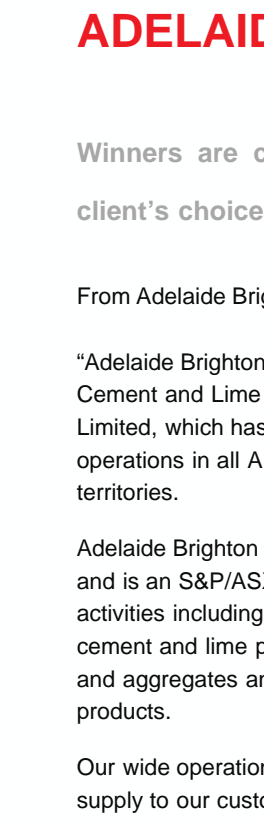 ADELAID
Winners are c
client's choice
From Adelaide Bri
“Adelaide Brighton
Cement and Lime
Limited, which has
operations in all A
territories.
Adelaide Brighton
and is an S&P/AS
activities including
cement and lime p
and aggregates a
products.
Our wide operation
supply to our custo